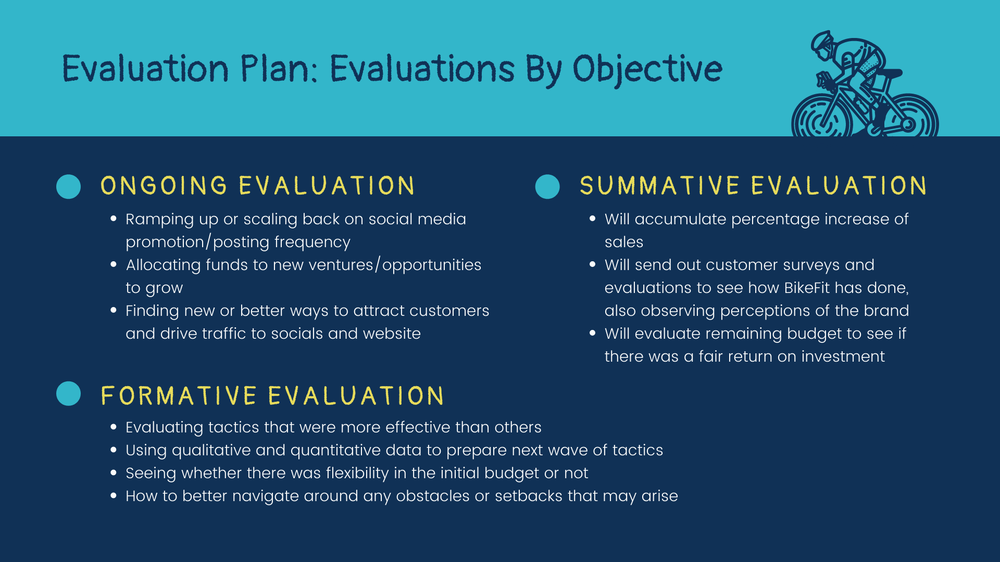 Evaluation Plan: Evaluations By Objective
ONGOING EVALUATION
• Ramping up or scaling back on social media
promotion/posting frequency
• Allocating funds to new ventures/opportunities
to grow
• Finding new or better ways to attract customers
and drive traffic to socials and website
SUMMATIVE EVALUATION
• Will accumulate percentage increase of
sales
• Will send out customer surveys and
evaluations to see how BikeFit has done,
also observing perceptions of the brand
• Will evaluate remaining budget to see if
there was a fair return on investment
FORMATIVE EVALUATION
• Evaluating tactics that were more effective than others
• Using qualitative and quantitative data to prepare next wave of tactics
• Seeing whether there was flexibility in the initial budget or not
• How to better navigate around any obstacles or setbacks that may arise